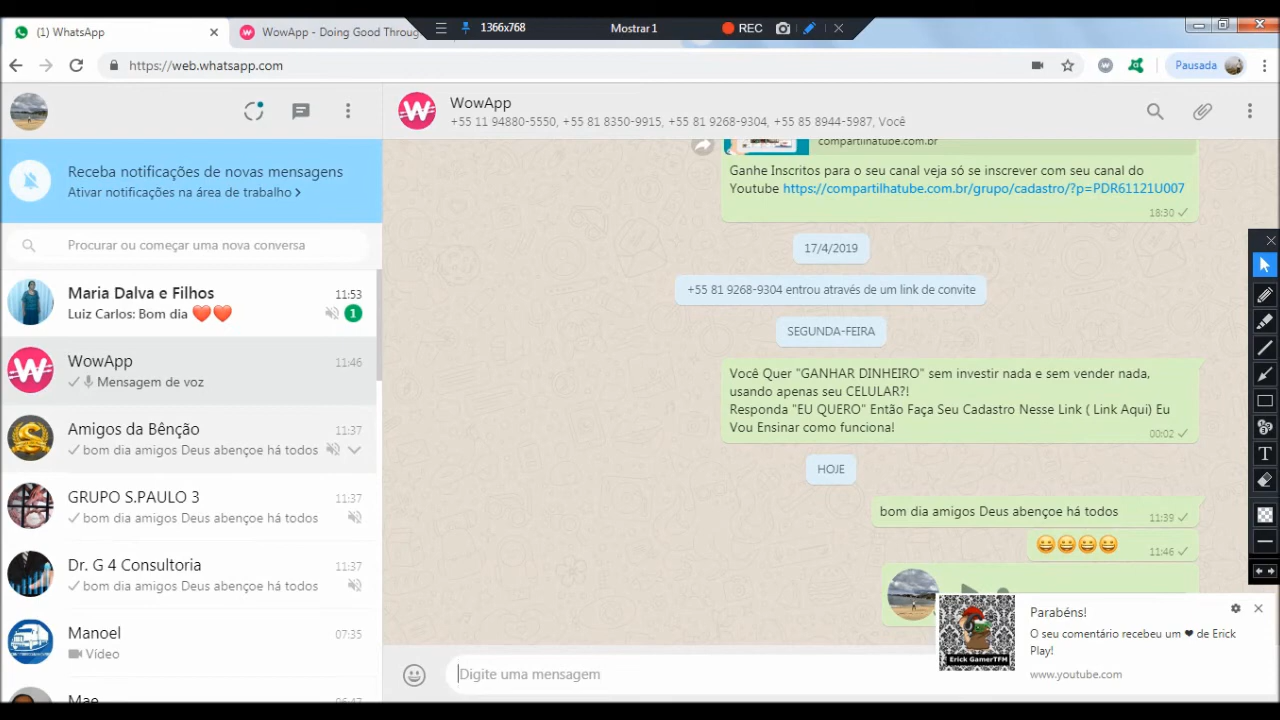 (1) WhatsApp
WowApp - Doing Good Throug
1366x768
Mostrar1
REC
https://web.whatsapp.com
Pausada
WowApp
+55 11 94880-5550, +55 81 8350-9915, +55 81 9268-9304, +55 85 8944-5987, Você
Receba notificações de novas mensagens
Ativar notificações na área de trabalho
Procurar ou começar uma nova conversa
Maria Dalva e Filhos
11:53
Luiz Carlos: Bom dia ❤️❤️
1
WowApp
11:46
Mensagem de voz
Amigos da Bênção
11:37
bom dia amigos Deus abençoe há todos
GRUPO S.PAULO 3
11:37
bom dia amigos Deus abençoe há todos
Dr. G 4 Consultoria
11:37
bom dia amigos Deus abençoe há todos
Manoel
07:35
Vídeo
Mae
compartilhatube.com.br
Ganhe Inscritos para o seu canal veja só se inscrever com seu canal do
Youtube https://compartilhatube.com.br/grupo/cadastro/?p=PDR61121U007
18:30
17/4/2019
+55 81 9268-9304 entrou através de um link de convite
SEGUNDA-FEIRA
Você Quer "GANHAR DINHEIRO" sem investir nada e sem vender nada,
usando apenas seu CELULAR?!
Responda "EU QUERO" Então Faça Seu Cadastro Nesse Link ( Link Aqui) Eu
Vou Ensinar como funciona!
00:02
HOJE
bom dia amigos Deus abençoe há todos
11:39
😀😀😀😀
11:46
Digite uma mensagem
Erick GamerTFM
Parabéns!
O seu comentário recebeu um ❤ de Erick
Play!
www.youtube.com
T